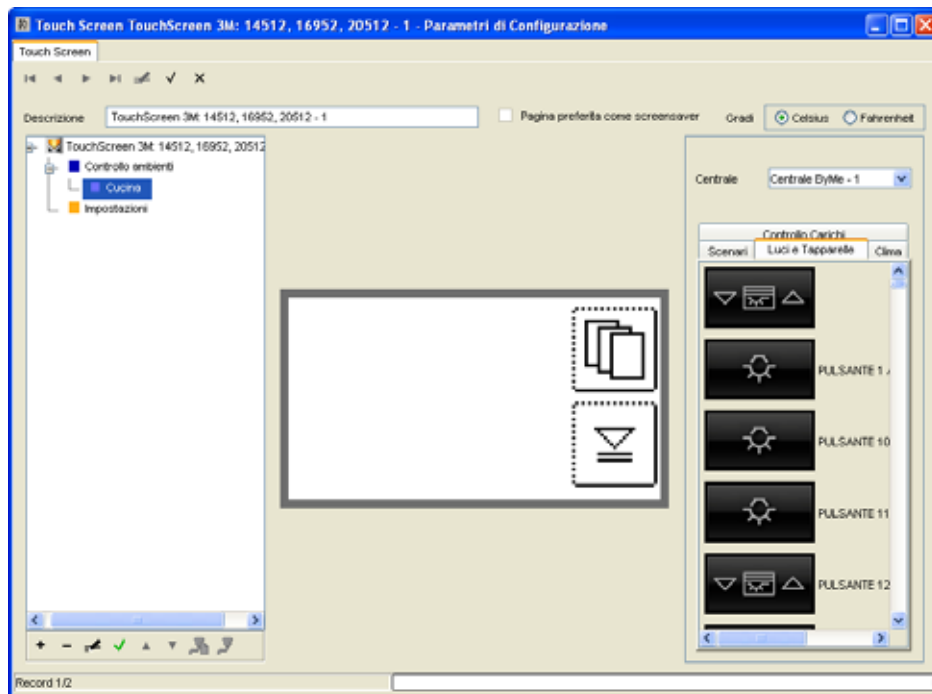 Touch Screen TouchScreen 3M: 14512, 16952, 20512 - 1 - Parametri di Configurazione
Touch Screen
Descrizione TouchScreen 3M: 14512, 16952, 20512 - 1 Pagina preferita come screensaver Gradi Celsius Fahrenheit
TouchScreen 3M: 14512, 16952, 20512
Controllo ambienti
Cucina
Impostazioni
Centrale Centrale ByMe - 1
Controllo Carichi
Scenari Luci e Tapparelle Clima
PULSANTE 1
PULSANTE 10
PULSANTE 11
PULSANTE 12
Record 1/2